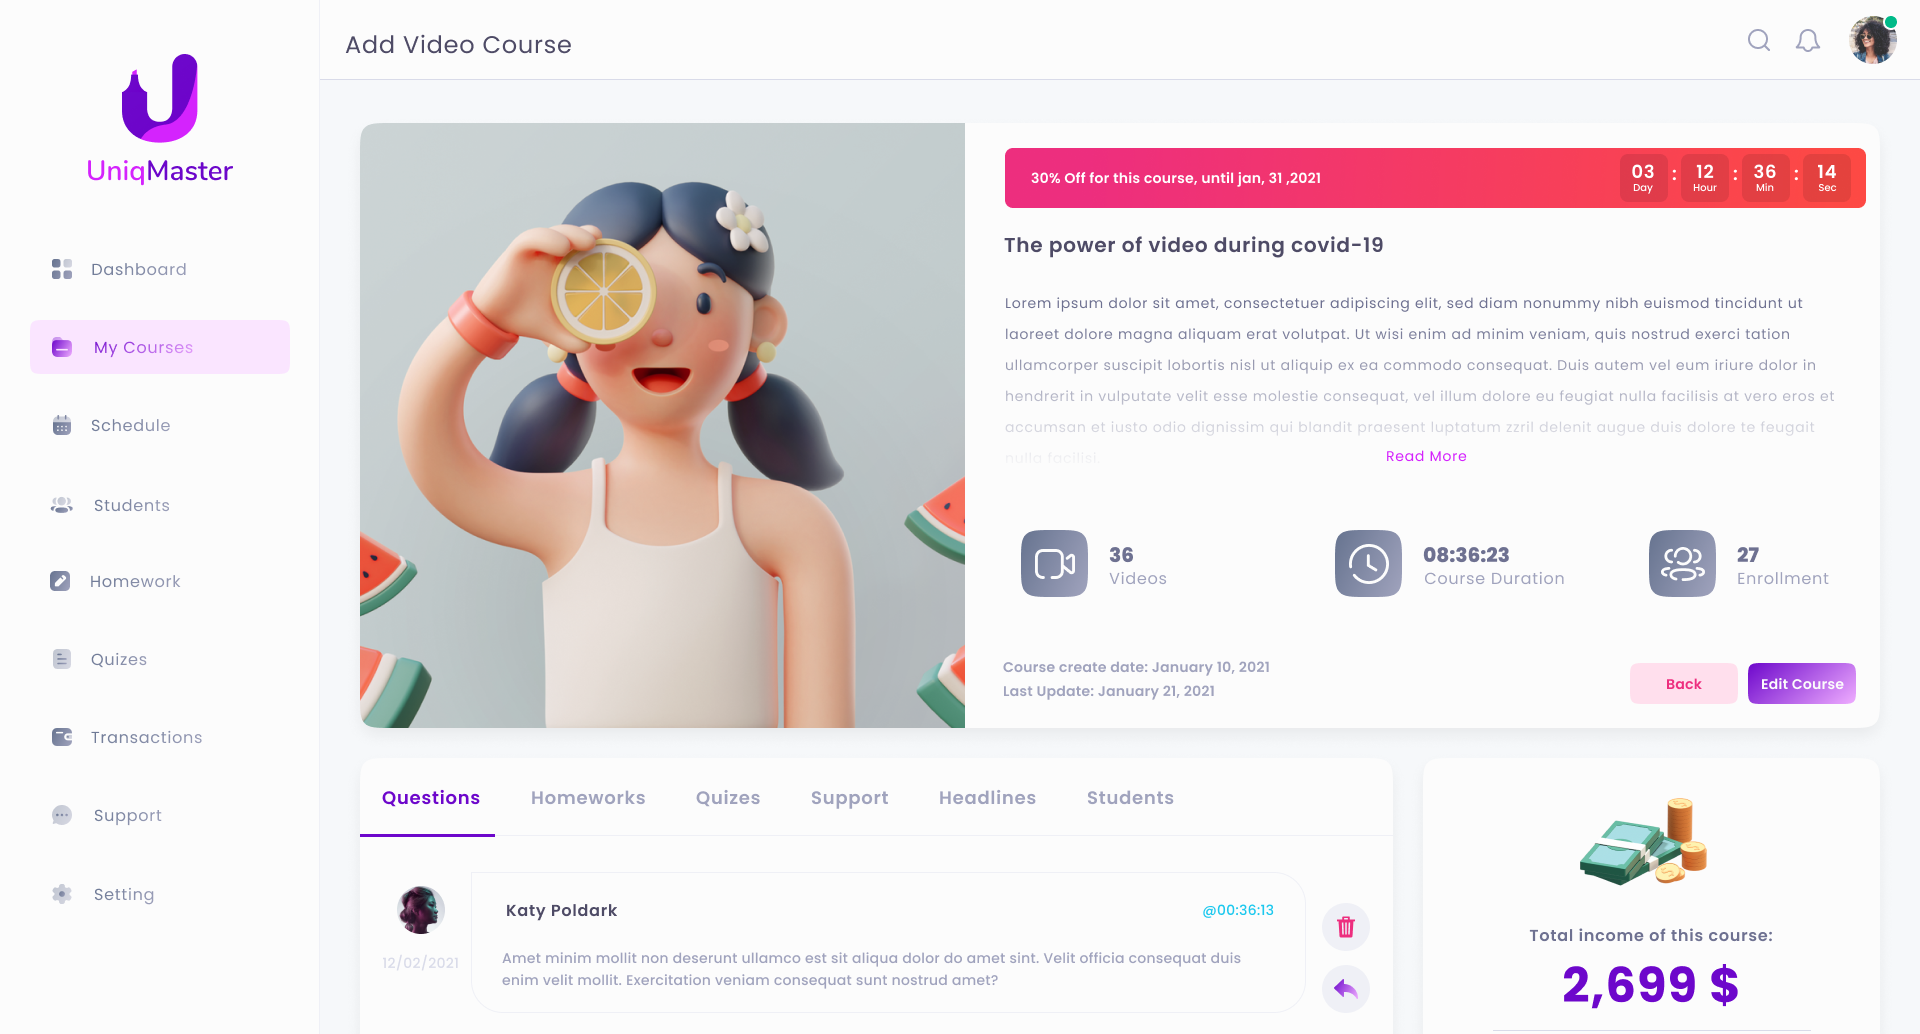 Add Video Course
UniqMaster
Dashboard
My Courses
Schedule
Students
Homework
Quizes
Transactions
Support
Setting
30% Off for this course, until jan, 31 ,2021
03 : 12 : 36 : 14
Day Hour Min Sec
The power of video during covid-19
Lorem ipsum dolor sit amet, consectetuer adipiscing elit, sed diam nonummy nibh euismod tincidunt ut
laoreet dolore magna aliquam erat volutpat. Ut wisi enim ad minim veniam, quis nostrud exerci tation
ullamcorper suscipit lobortis nisl ut aliquip ex ea commodo consequat. Duis autem vel eum iriure dolor in
hendrerit in vulputate velit esse molestie consequat, vel illum dolore eu feugiat nulla facilisis at vero eros et
accumsan et iusto odio dignissim qui blandit praesent luptatum zzril delenit augue duis dolore te feugait
nulla facilisi.
Read More
36
Videos
08:36:23
Course Duration
27
Enrollment
Course create date: January 10, 2021
Last Update: January 21, 2021
Back
Edit Course
Questions
Homeworks
Quizes
Support
Headlines
Students
Katy Poldark
@00:36:13
12/02/2021
Amet minim mollit non deserunt ullamco est sit aliqua dolor do amet sint. Velit officia consequat duis
enim velit mollit. Exercitation veniam consequat sunt nostrud amet?
Total income of this course:
2,699 $